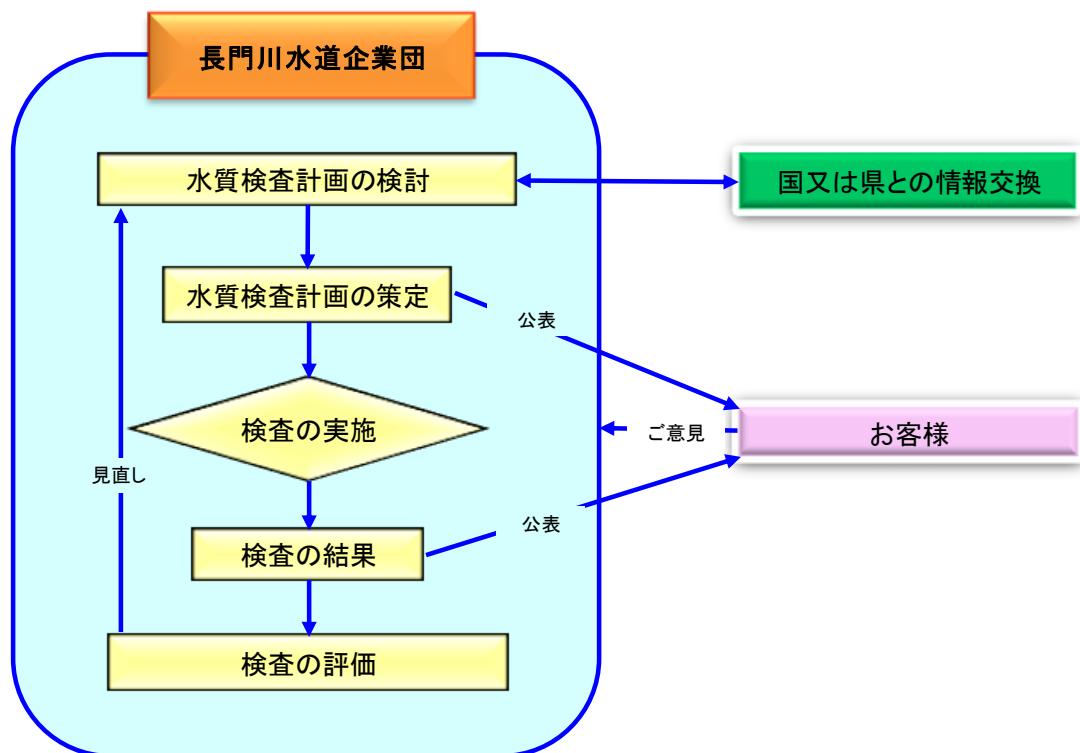 長門川水道企業団
水質検査計画の検討
国又は県との情報交換
水質検査計画の策定
公表
検査の実施
ご意見
お客様
見直し
公表
検査の結果
検査の評価